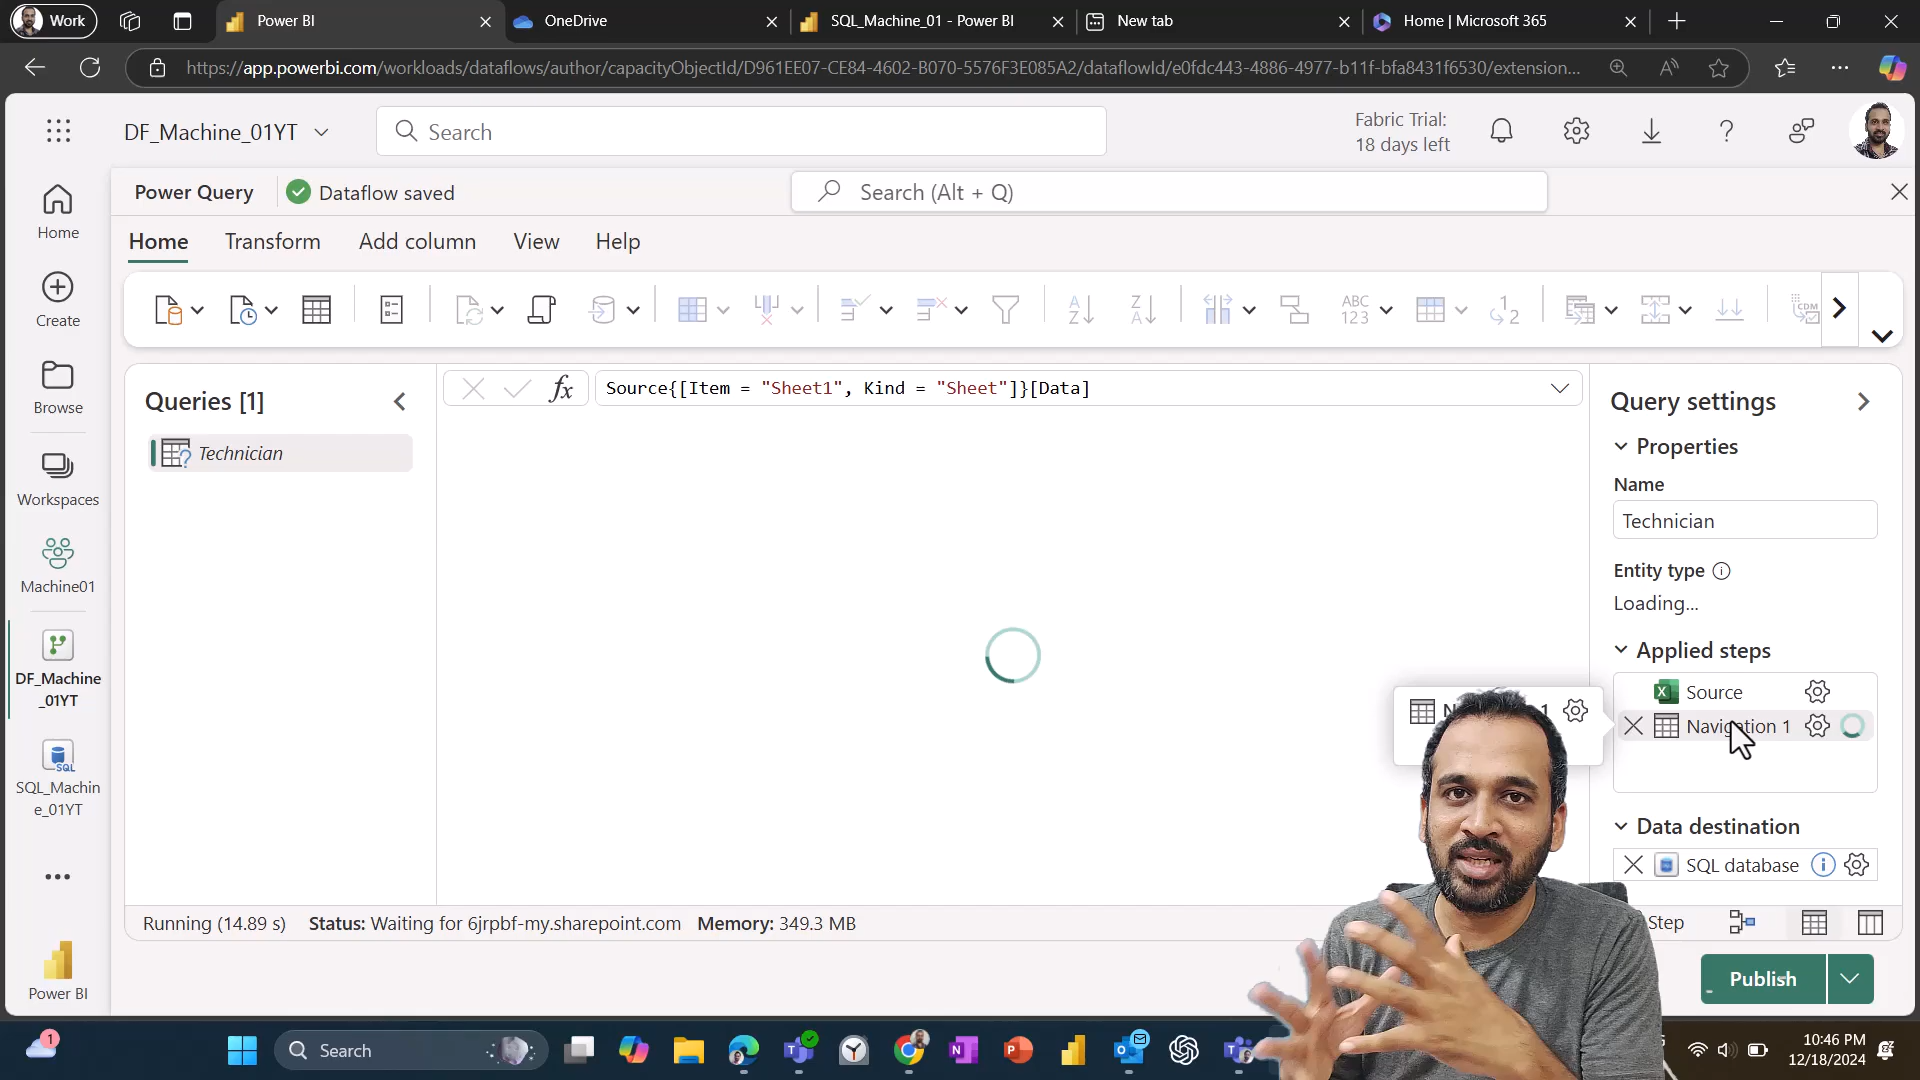 Work
Power BI
OneDrive
SQL_Machine_01 - Power BI
New tab
Home | Microsoft 365
https://app.powerbi.com/workloads/dataflows/author/capacityObjectId/D961EE07-CE84-4602-B070-5576F3E085A2/dataflowId/e0fdc443-4886-4977-b11f-bfa8431f6530/extension...
DF_Machine_01YT
Search
Fabric Trial:
18 days left
Power Query
Dataflow saved
Search (Alt + Q)
Home
Transform
Add column
View
Help
Home
Create
Browse
Workspaces
Machine01
DF_Machine
_01YT
SQL_Machin
e_01YT
Power BI
Queries [1]
Technician
fx
Source{[Item = "Sheet1", Kind = "Sheet"]}[Data]
Query settings
Properties
Name
Technician
Entity type
Loading...
Applied steps
Source
Navigation 1
Data destination
SQL database
Running (14.89 s)
Status: Waiting for 6jrpbf-my.sharepoint.com
Memory: 349.3 MB
Step
Publish
1
Search
10:46 PM
12/18/2024